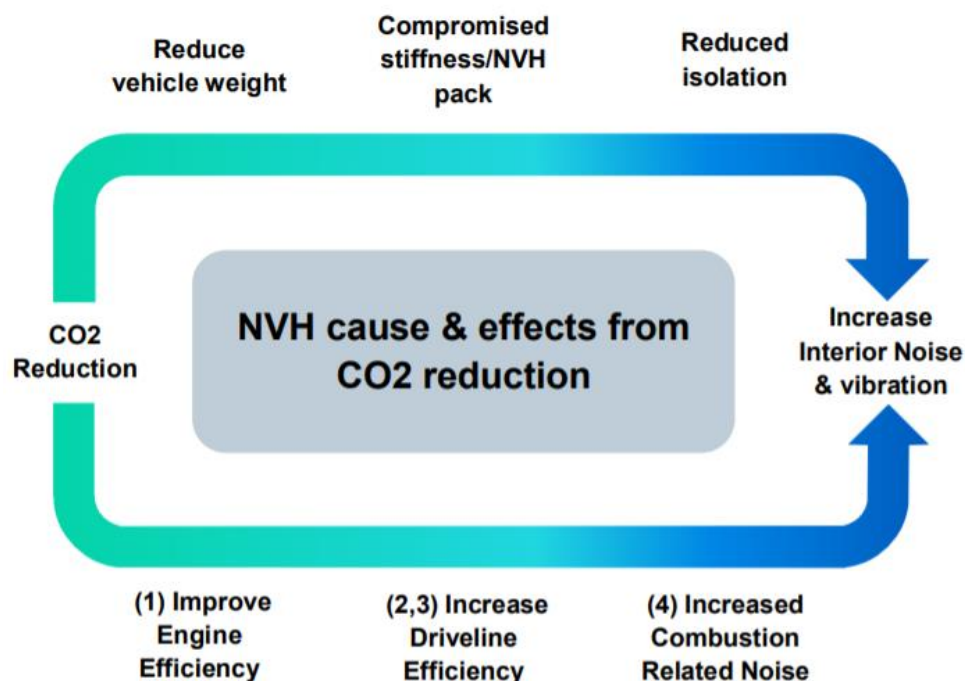 Reduce
vehicle weight
Compromised
stiffness/NVH
pack
Reduced
isolation
CO2
Reduction
NVH cause & effects from
CO2 reduction
Increase
Interior Noise
& vibration
(1) Improve
Engine
Efficiency
(2,3) Increase
Driveline
Efficiency
(4) Increased
Combustion
Related Noise